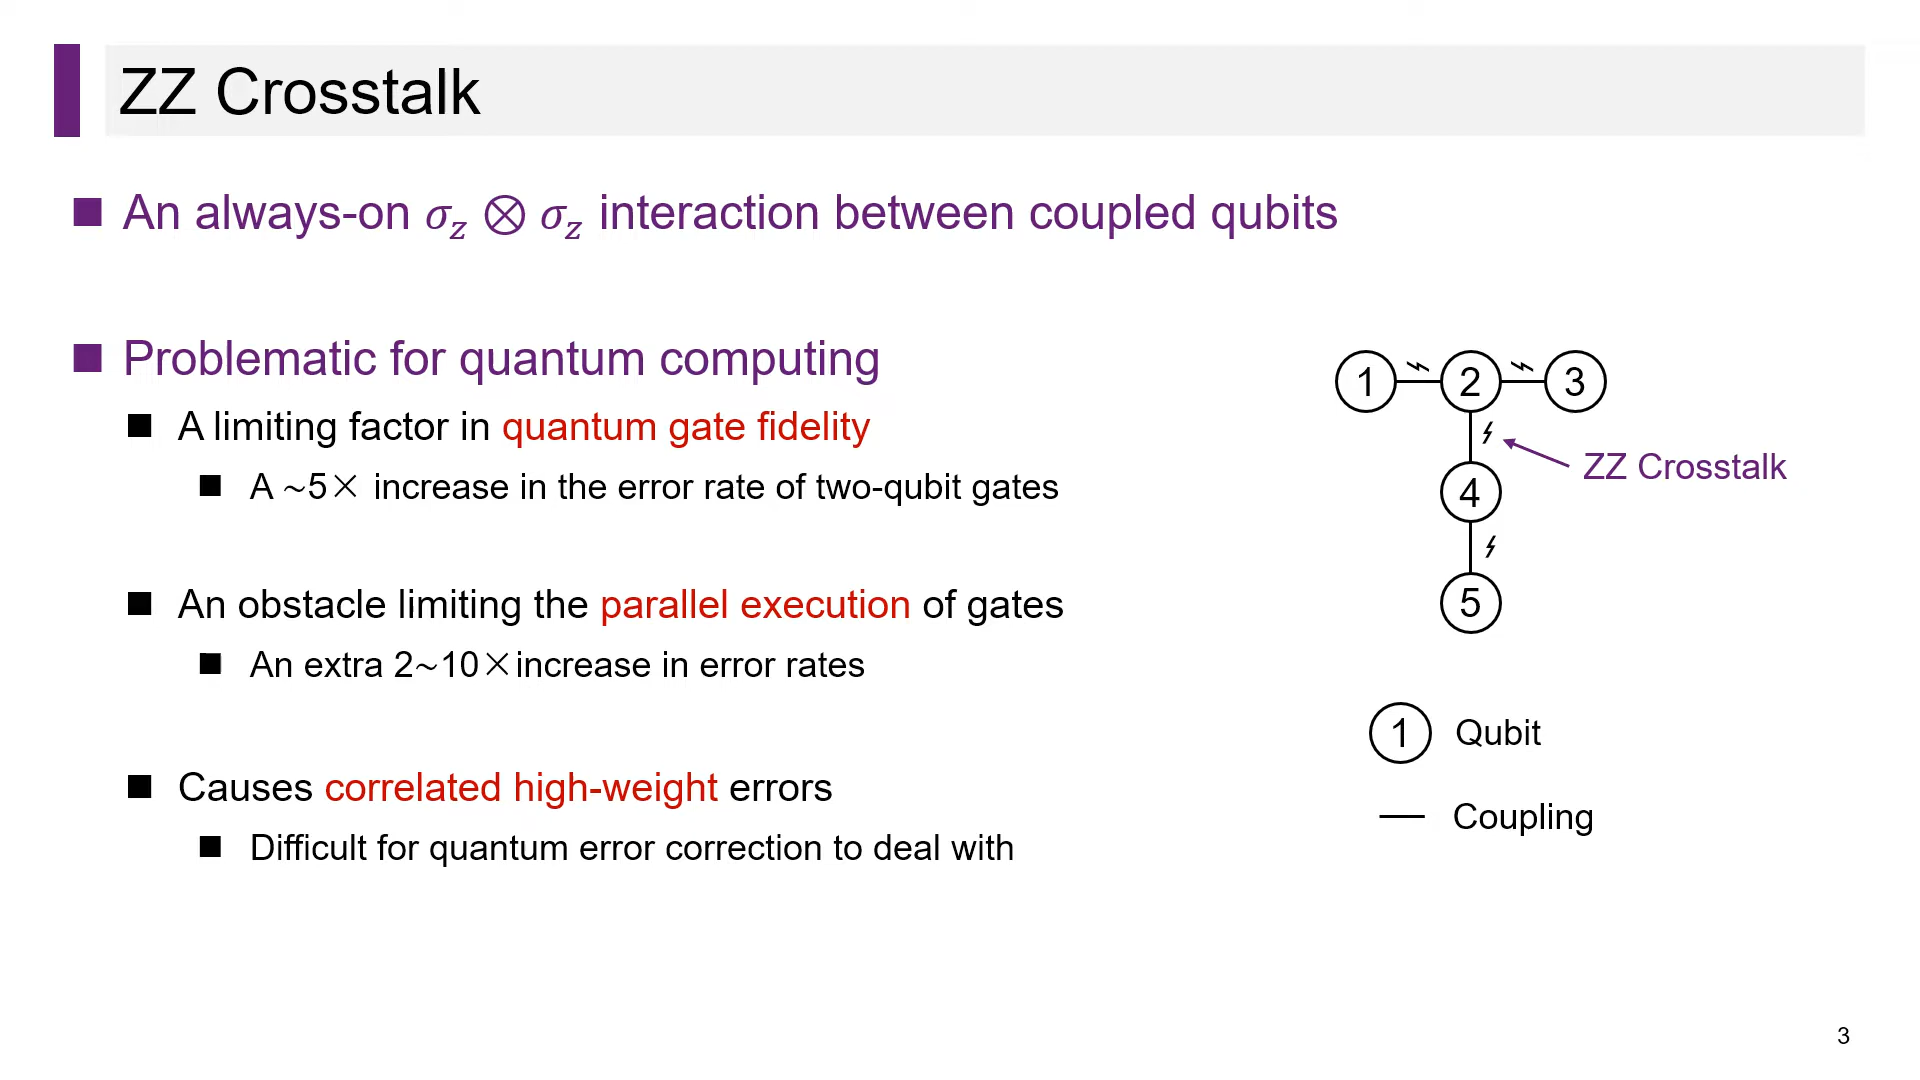 ZZ Crosstalk
An always-on σz ⊗ σz interaction between coupled qubits
Problematic for quantum computing
A limiting factor in quantum gate fidelity
A ~5× increase in the error rate of two-qubit gates
An obstacle limiting the parallel execution of gates
An extra 2~10×increase in error rates
Causes correlated high-weight errors
Difficult for quantum error correction to deal with
1 2 3
4
5
ZZ Crosstalk
1 Qubit
Coupling
3